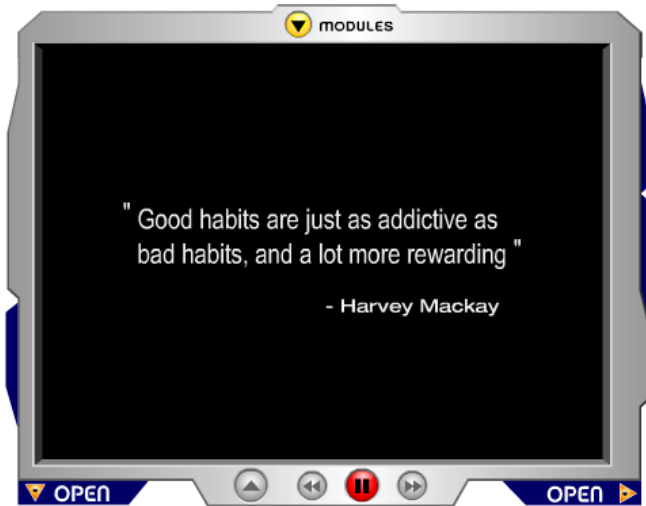 MODULES
" Good habits are just as addictive as
bad habits, and a lot more rewarding "
- Harvey Mackay
OPEN
OPEN